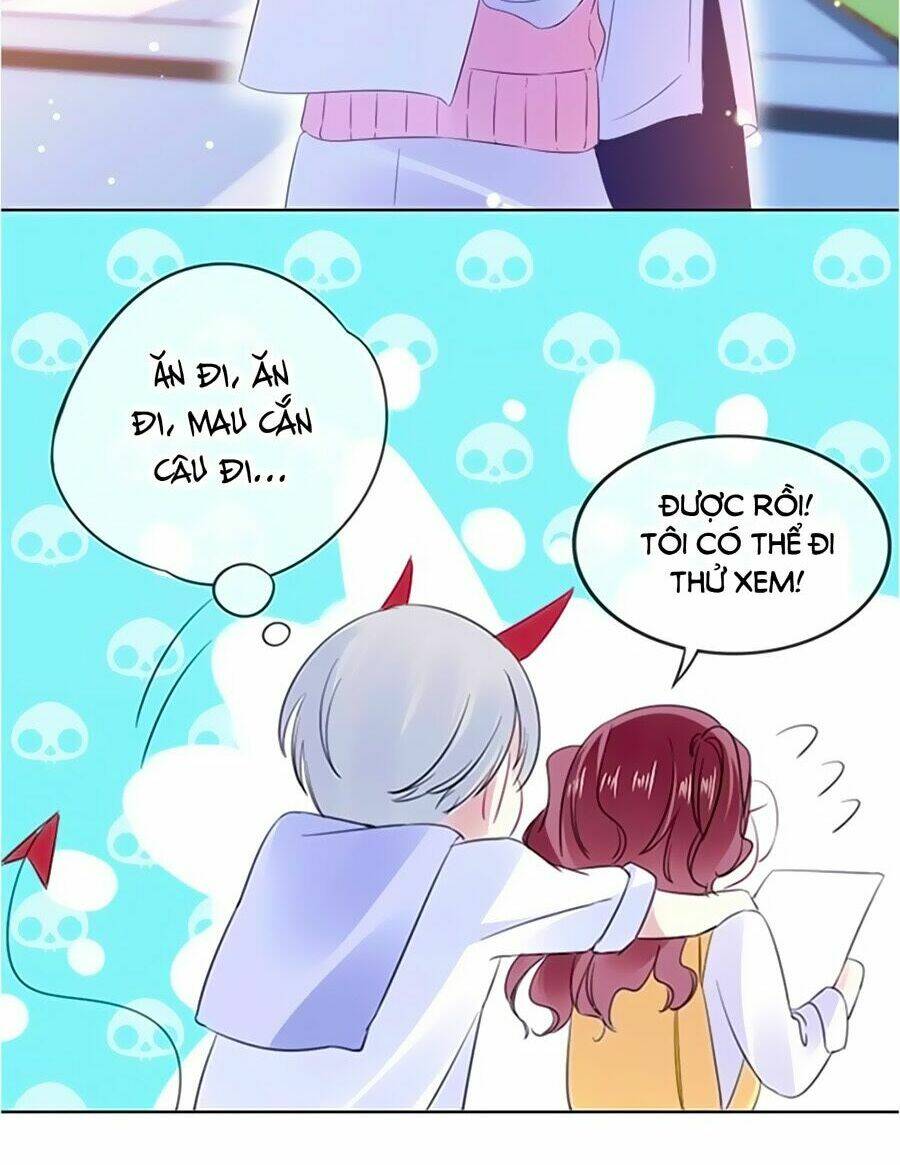 ĂN ĐI, ĂN
ĐI, MAU CẮN
CÂU ĐI...
ĐƯỢC RỒI!
TÔI CÓ THỂ ĐI
THỬ XEM!